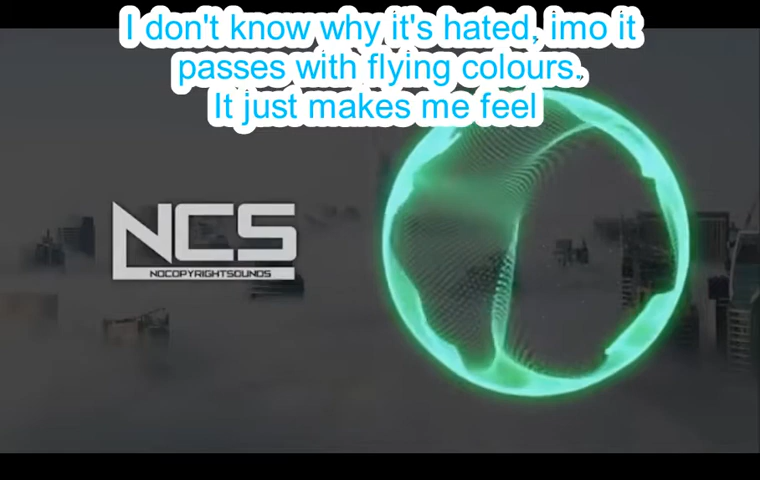 I don't know why it's hated, imo it
passes with flying colours.
It just makes me feel
NCS
NOCOPYRIGHTSOUNDS